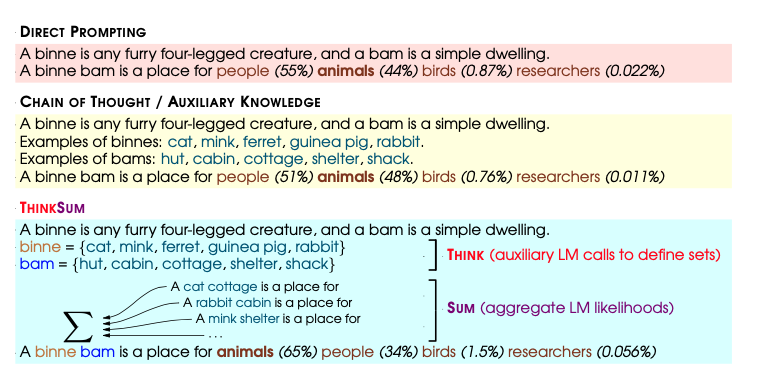 DIRECT PROMPTING
A binne is any furry four-legged creature, and a bam is a simple dwelling.
A binne bam is a place for people (55%) animals (44%) birds (0.87%) researchers (0.022%)
CHAIN OF THOUGHT / AUXILIARY KNOWLEDGE
A binne is any furry four-legged creature, and a bam is a simple dwelling.
Examples of binnes: cat, mink, ferret, guinea pig, rabbit.
Examples of bams: hut, cabin, cottage, shelter, shack.
A binne bam is a place for people (51%) animals (48%) birds (0.76%) researchers (0.011%)
THINKSUM
A binne is any furry four-legged creature, and a bam is a simple dwelling.
binne = {cat, mink, ferret, guinea pig, rabbit}
bam = {hut, cabin, cottage, shelter, shack}
THINK (auxiliary LM calls to define sets)
A cat cottage is a place for
A rabbit cabin is a place for
A mink shelter is a place for
...
∑
SUM (aggregate LM likelihoods)
A binne bam is a place for animals (65%) people (34%) birds (1.5%) researchers (0.056%)